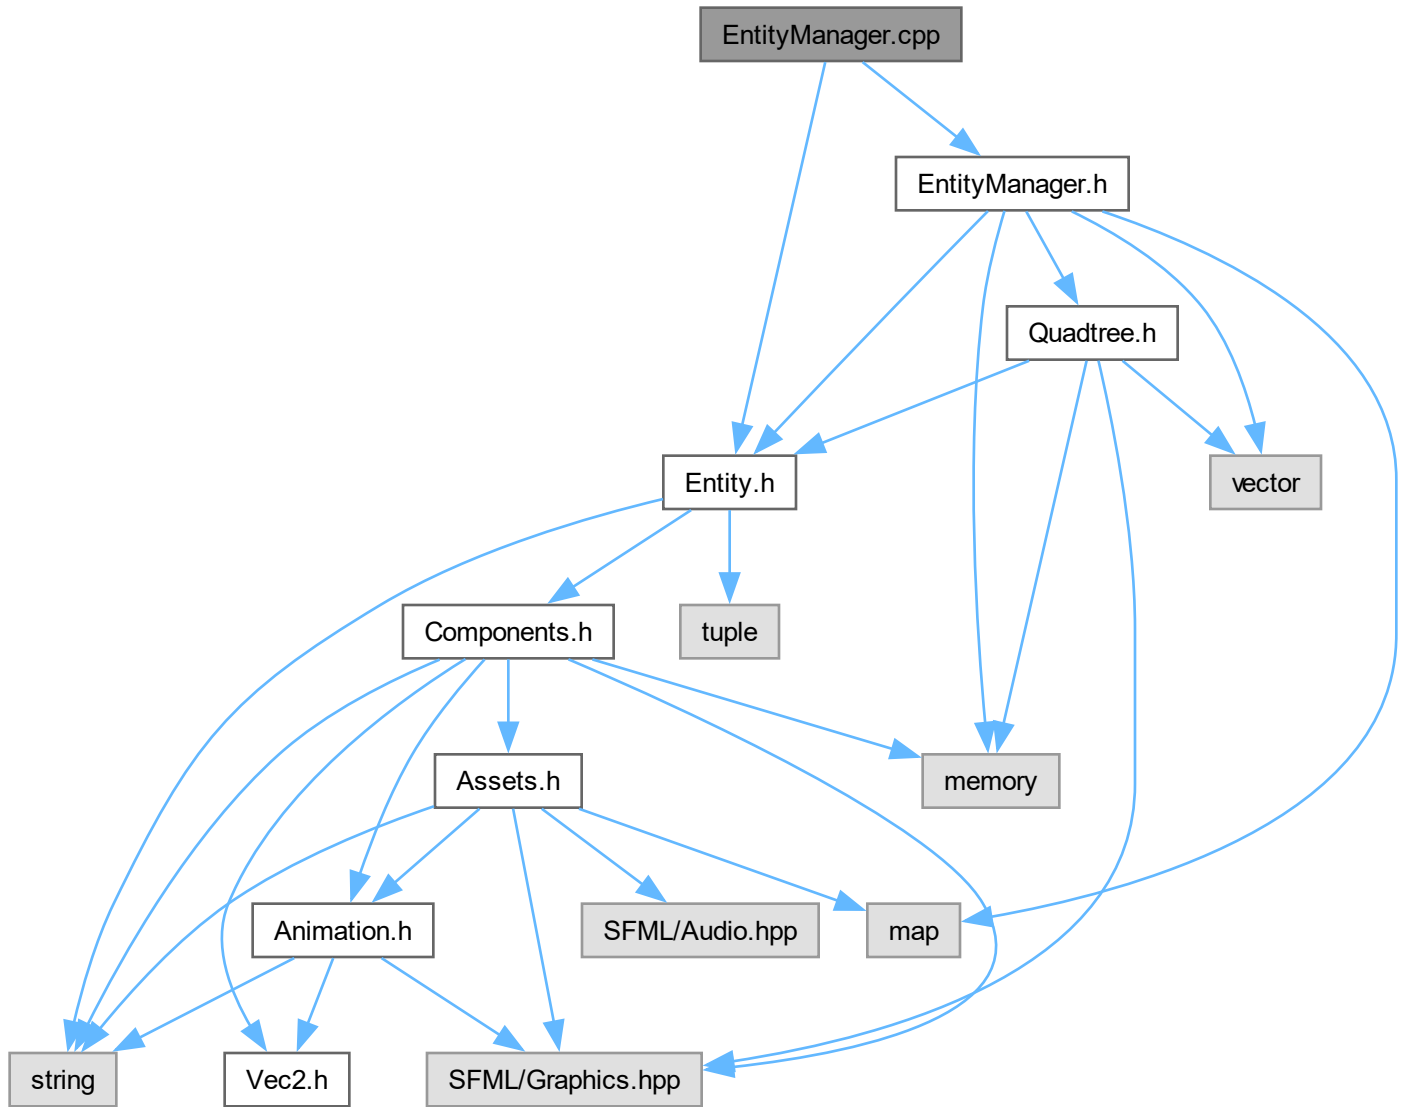 EntityManager.cpp
EntityManager.h
Quadtree.h
Entity.h
vector
Components.h
tuple
Assets.h
memory
Animation.h
SFML/Audio.hpp
map
string
Vec2.h
SFML/Graphics.hpp